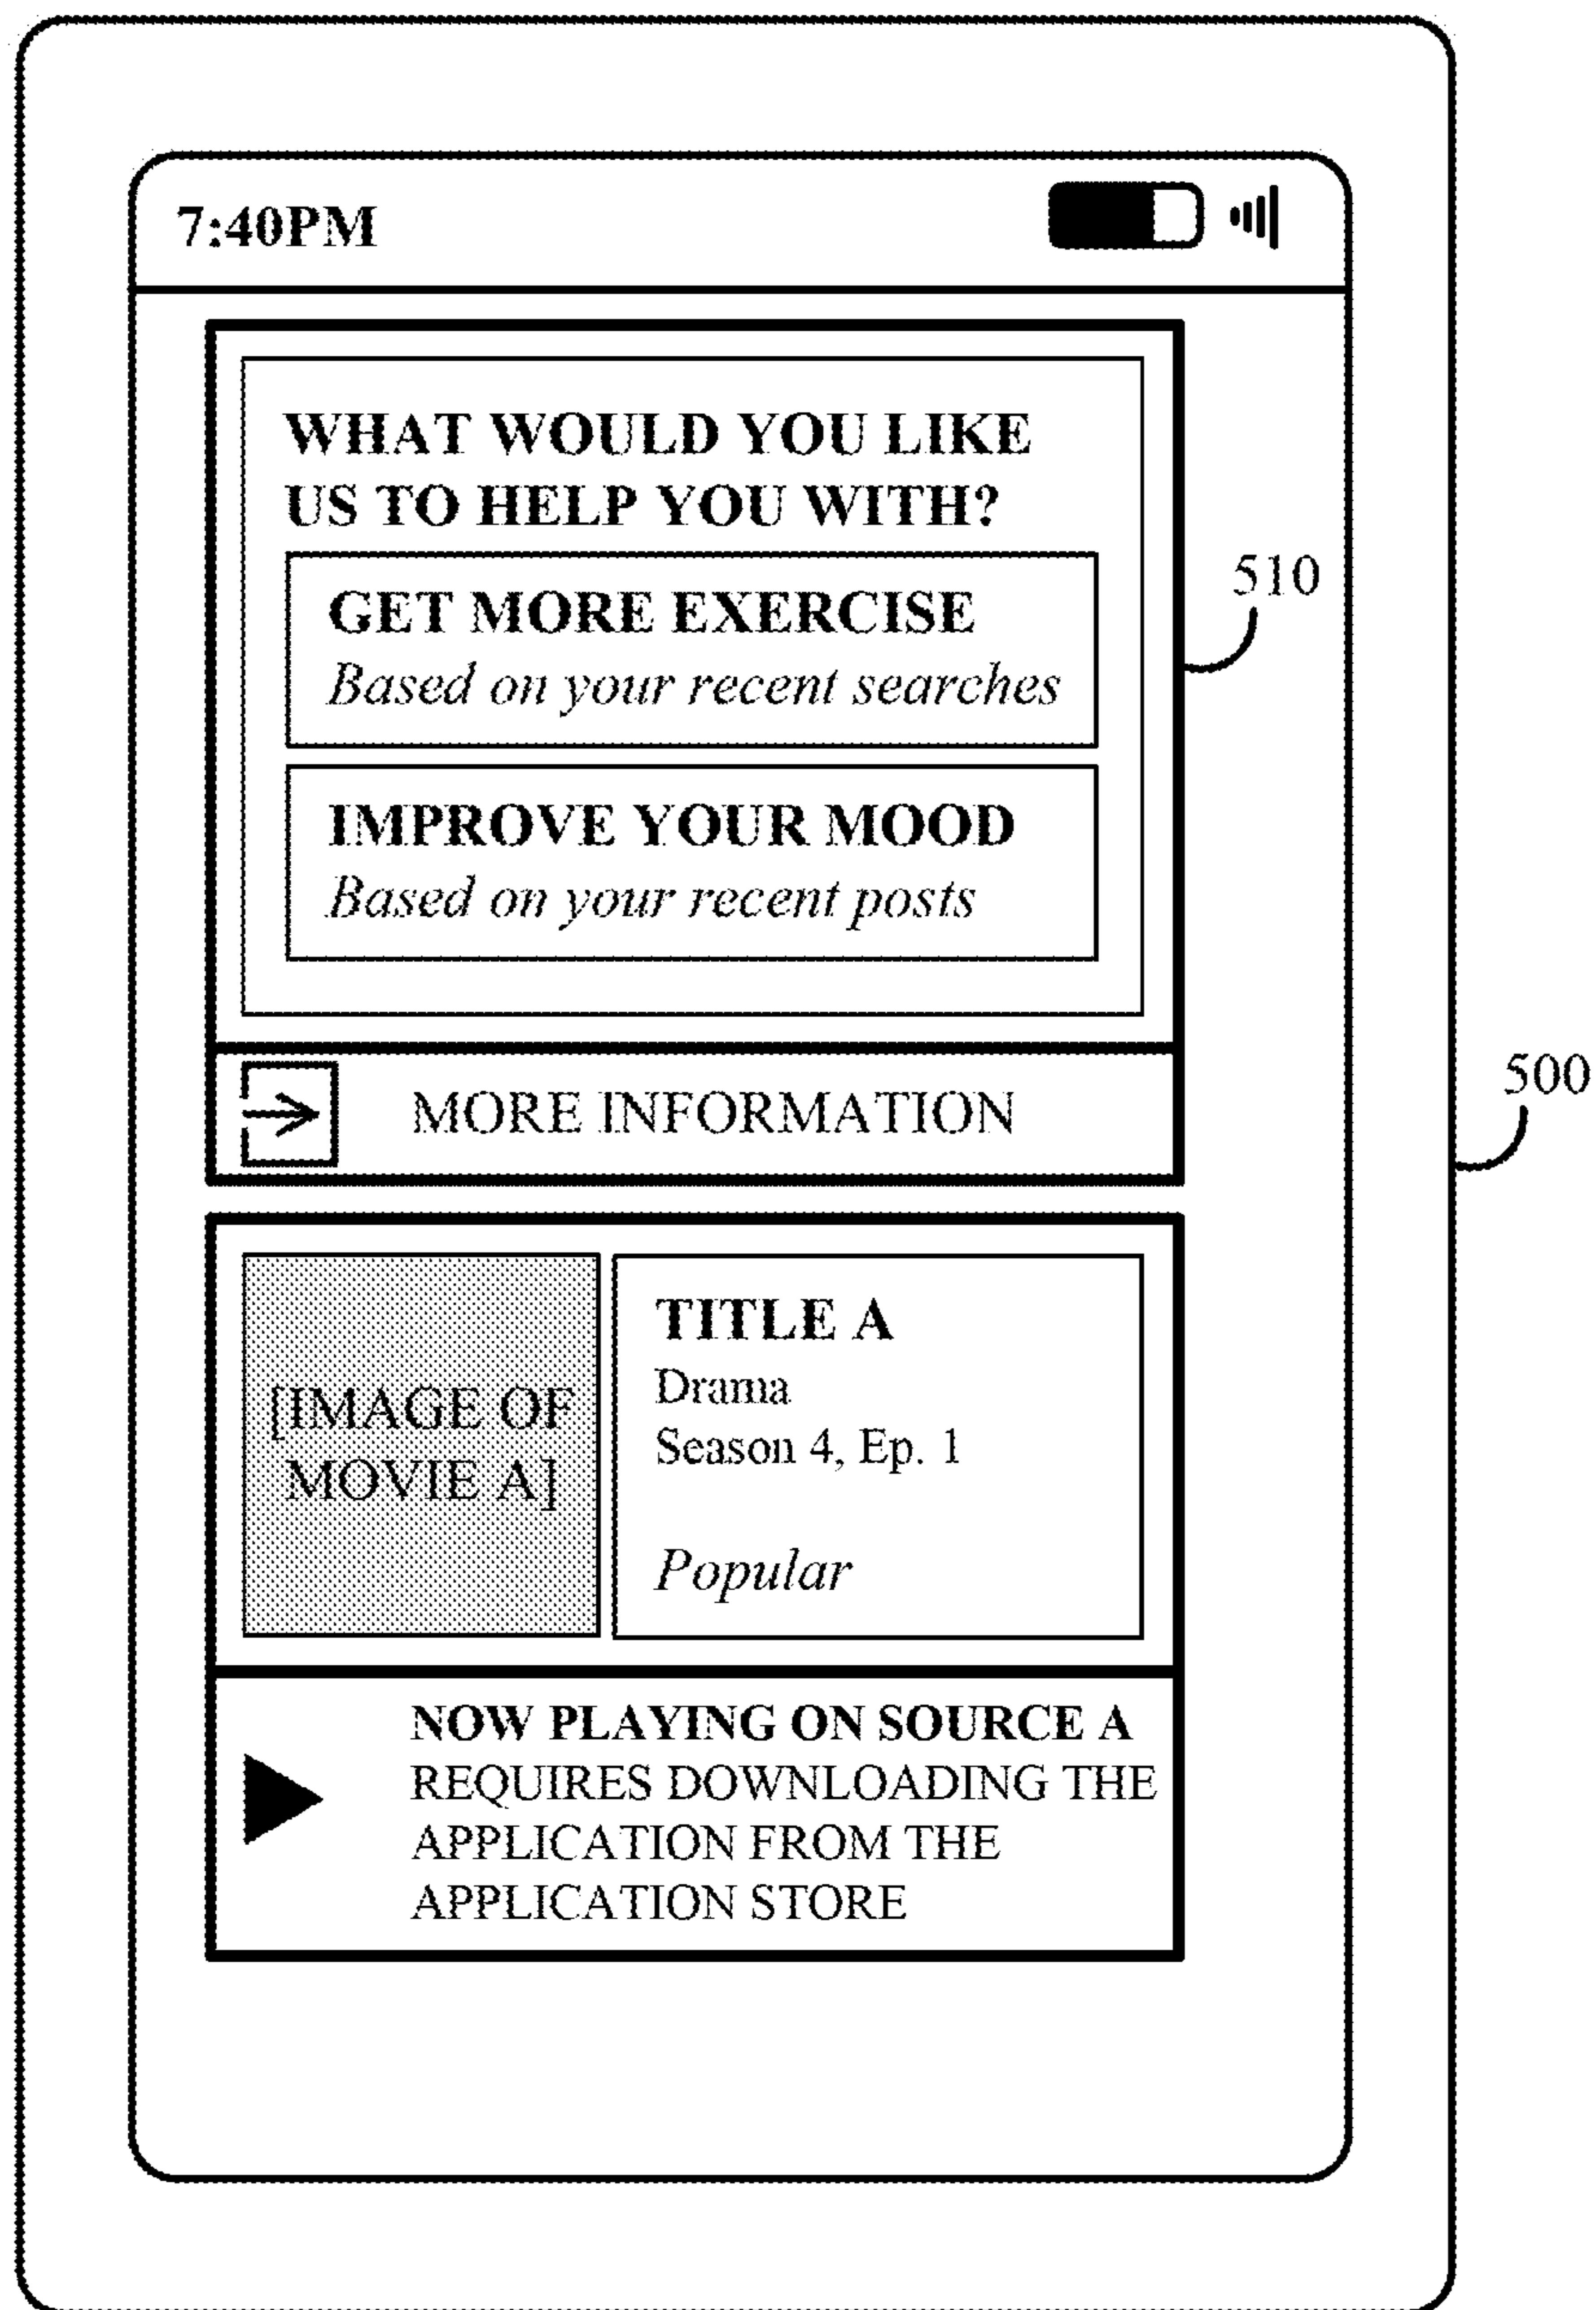 7:40PM
WHAT WOULD YOU LIKE
US TO HELP YOU WITH?
GET MORE EXERCISE
Based on your recent searches
510
IMPROVE YOUR MOOD
Based on your recent posts
MORE INFORMATION
500
[IMAGE OF
MOVIE A]
TITLE A
Drama
Season 4, Ep. 1
Popular
NOW PLAYING ON SOURCE A
REQUIRES DOWNLOADING THE
APPLICATION FROM THE
APPLICATION STORE